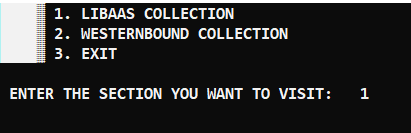 1. LIBAAS COLLECTION
2. WESTERNBOUND COLLECTION
3. EXIT
ENTER THE SECTION YOU WANT TO VISIT: 1